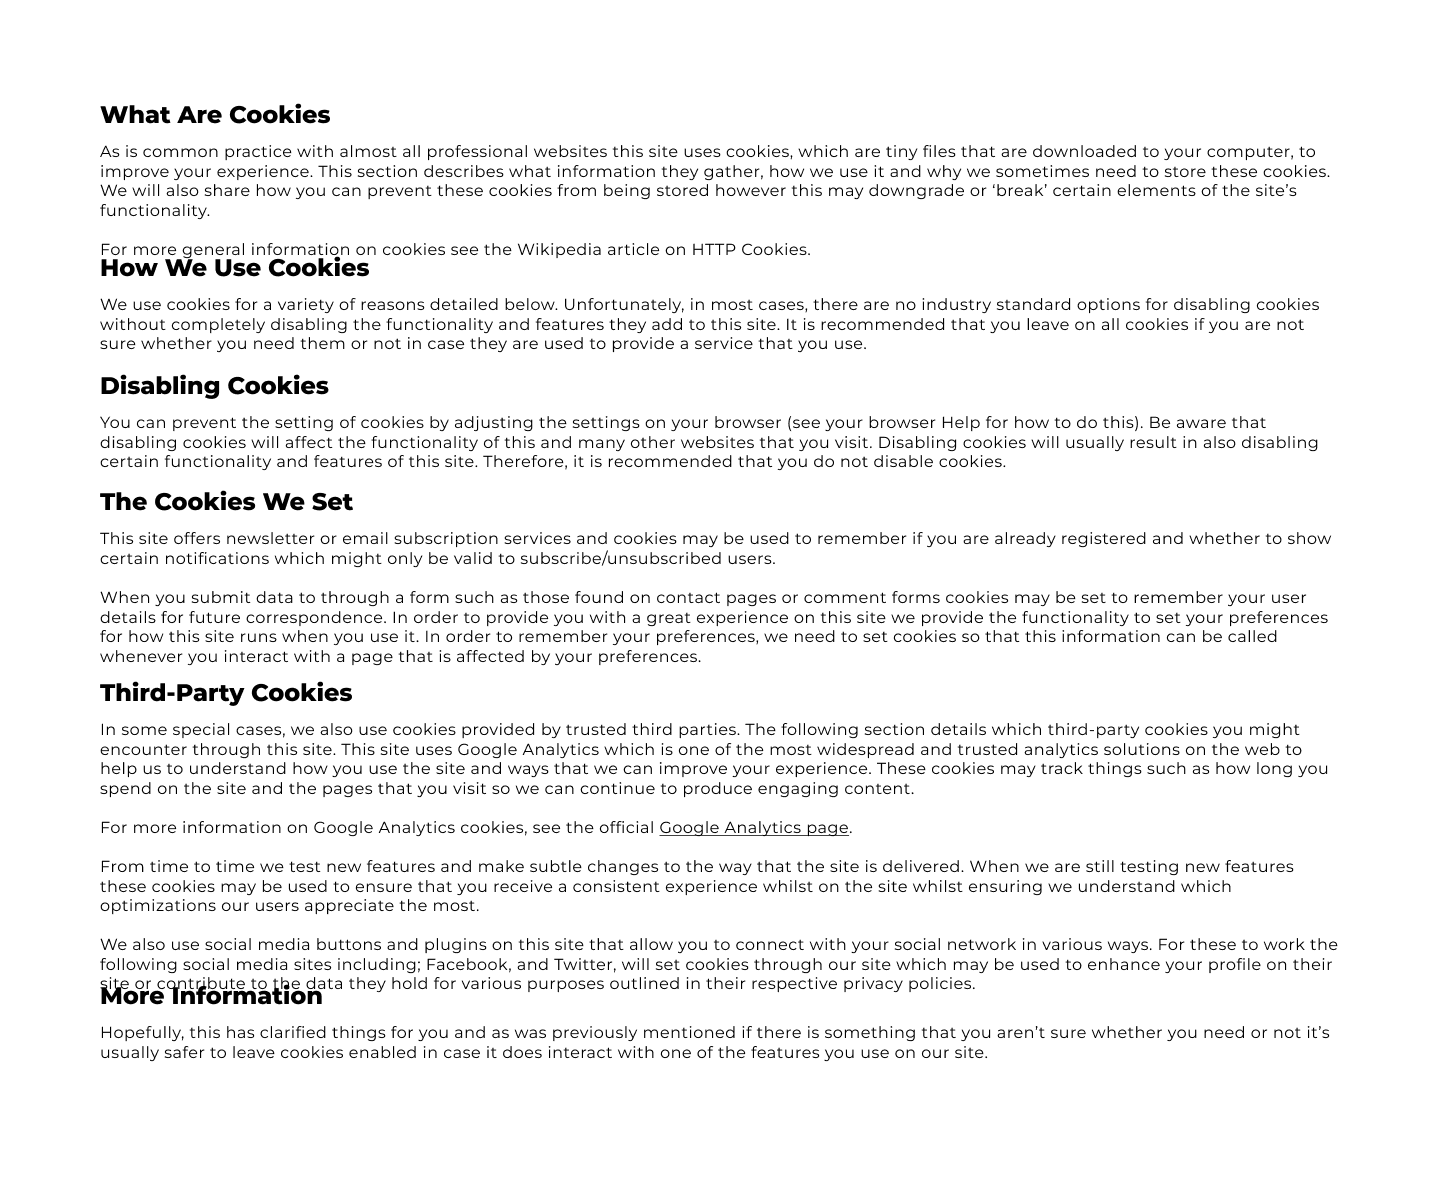 What Are Cookies
As is common practice with almost all professional websites this site uses cookies, which are tiny files that are downloaded to your computer, to
improve your experience. This section describes what information they gather, how we use it and why we sometimes need to store these cookies.
We will also share how you can prevent these cookies from being stored however this may downgrade or ‘break’ certain elements of the site’s
functionality.
For more general information on cookies see the Wikipedia article on HTTP Cookies.
How We Use Cookies
We use cookies for a variety of reasons detailed below. Unfortunately, in most cases, there are no industry standard options for disabling cookies
without completely disabling the functionality and features they add to this site. It is recommended that you leave on all cookies if you are not
sure whether you need them or not in case they are used to provide a service that you use.
Disabling Cookies
You can prevent the setting of cookies by adjusting the settings on your browser (see your browser Help for how to do this). Be aware that
disabling cookies will affect the functionality of this and many other websites that you visit. Disabling cookies will usually result in also disabling
certain functionality and features of this site. Therefore, it is recommended that you do not disable cookies.
The Cookies We Set
This site offers newsletter or email subscription services and cookies may be used to remember if you are already registered and whether to show
certain notifications which might only be valid to subscribe/unsubscribed users.
When you submit data to through a form such as those found on contact pages or comment forms cookies may be set to remember your user
details for future correspondence. In order to provide you with a great experience on this site we provide the functionality to set your preferences
for how this site runs when you use it. In order to remember your preferences, we need to set cookies so that this information can be called
whenever you interact with a page that is affected by your preferences.
Third-Party Cookies
In some special cases, we also use cookies provided by trusted third parties. The following section details which third-party cookies you might
encounter through this site. This site uses Google Analytics which is one of the most widespread and trusted analytics solutions on the web to
help us to understand how you use the site and ways that we can improve your experience. These cookies may track things such as how long you
spend on the site and the pages that you visit so we can continue to produce engaging content.
For more information on Google Analytics cookies, see the official Google Analytics page.
From time to time we test new features and make subtle changes to the way that the site is delivered. When we are still testing new features
these cookies may be used to ensure that you receive a consistent experience whilst on the site whilst ensuring we understand which
optimizations our users appreciate the most.
We also use social media buttons and plugins on this site that allow you to connect with your social network in various ways. For these to work the
following social media sites including; Facebook, and Twitter, will set cookies through our site which may be used to enhance your profile on their
site or contribute to the data they hold for various purposes outlined in their respective privacy policies.
More Information
Hopefully, this has clarified things for you and as was previously mentioned if there is something that you aren’t sure whether you need or not it’s
usually safer to leave cookies enabled in case it does interact with one of the features you use on our site.